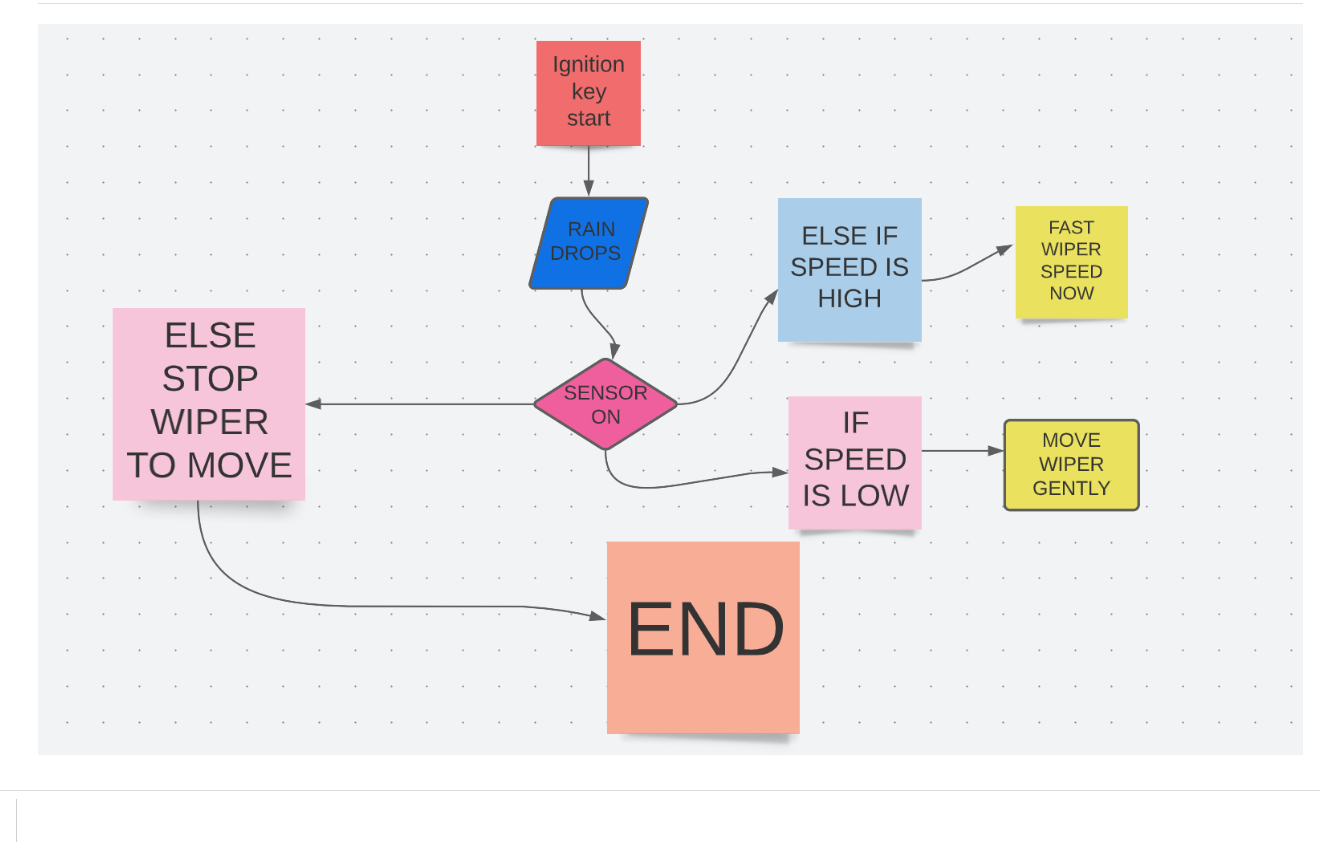 Ignition
key
start
RAIN
DROPS
ELSE IF
SPEED IS
HIGH
FAST
WIPER
SPEED
NOW
ELSE
STOP
WIPER
TO MOVE
SENSOR
ON
IF
SPEED
IS LOW
MOVE
WIPER
GENTLY
END